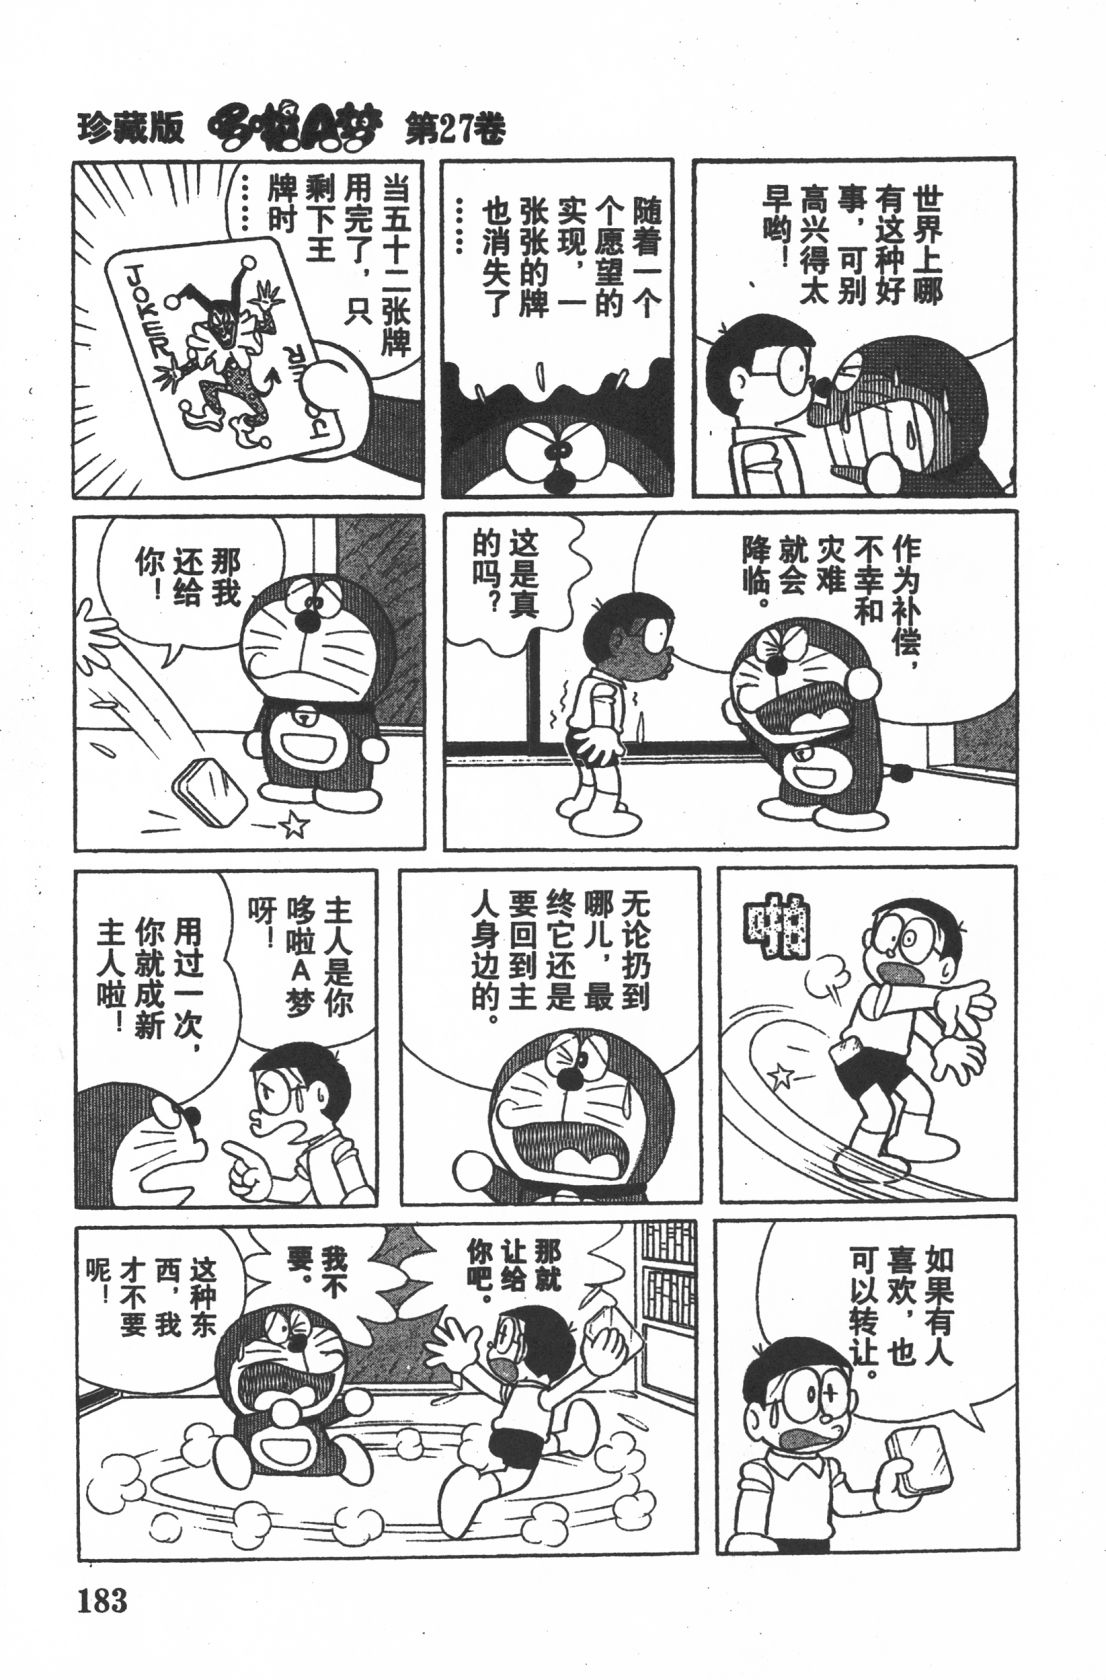 珍藏版 哆啦A梦 第27卷
世界上哪
有这种好
事，可别
高兴得太
早哟！
随着一个
个愿望的
实现，一
张张的牌
也消失了
……
当五十二张牌
用完了，只
剩下王
牌时
……
JOKER
作为补偿，
不幸和
灾难
就会
降临。
这是真
的吗？
那我
还给
你！
啪
无论扔到
哪儿，最
终它还是
要回到主
人身边的。
主人是你
哆啦A梦
呀！
用过一次，
你就成新
主人啦！
如果有人
喜欢，也
可以转让。
那就
让给
你吧。
我不
要。
这种东
西，我
才不要
呢！
183